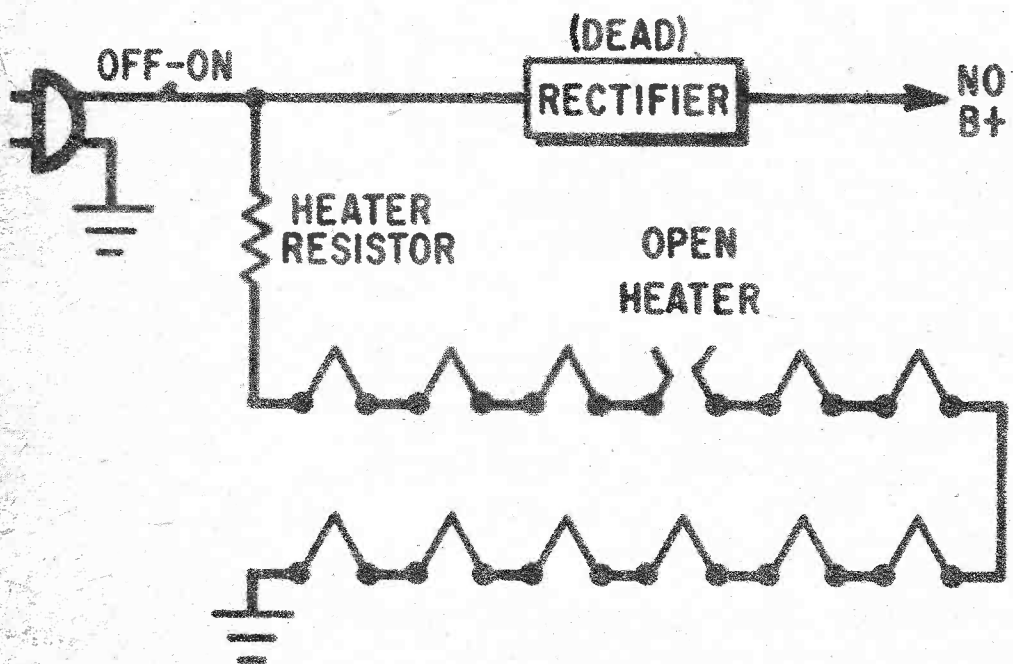 (DEAD)
OFF-ON
RECTIFIER
NO
B+
HEATER
RESISTOR
OPEN
HEATER